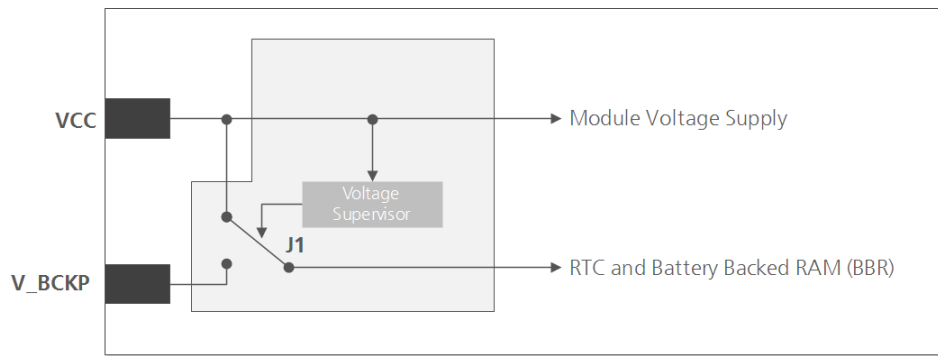 VCC
Module Voltage Supply
Voltage
Supervisor
J1
V_BCKP
RTC and Battery Backed RAM (BBR)